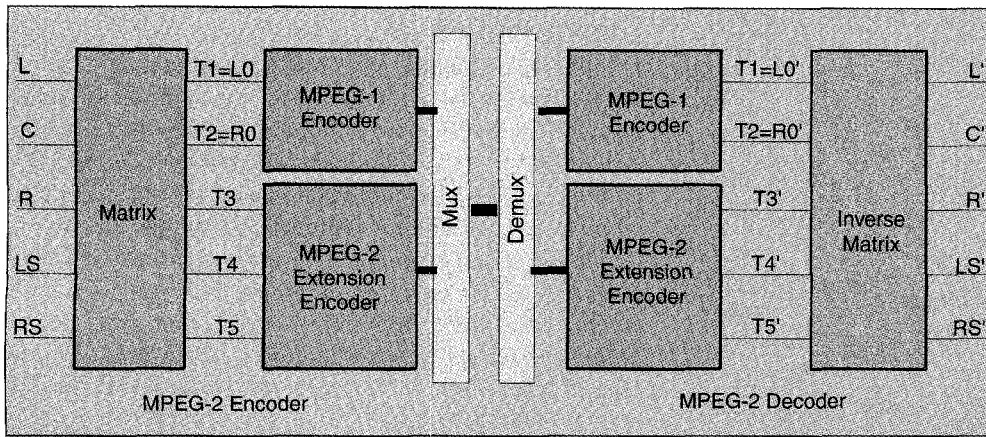 L
C
R
LS
RS
Matrix
T1=L0
T2=R0
T3
T4
T5
MPEG-1
Encoder
MPEG-2
Extension
Encoder
Mux
Demux
MPEG-1
Encoder
MPEG-2
Extension
Encoder
T1=L0'
T2=R0'
T3'
T4'
T5'
Inverse
Matrix
L'
C'
R'
LS'
RS'
MPEG-2 Encoder
MPEG-2 Decoder